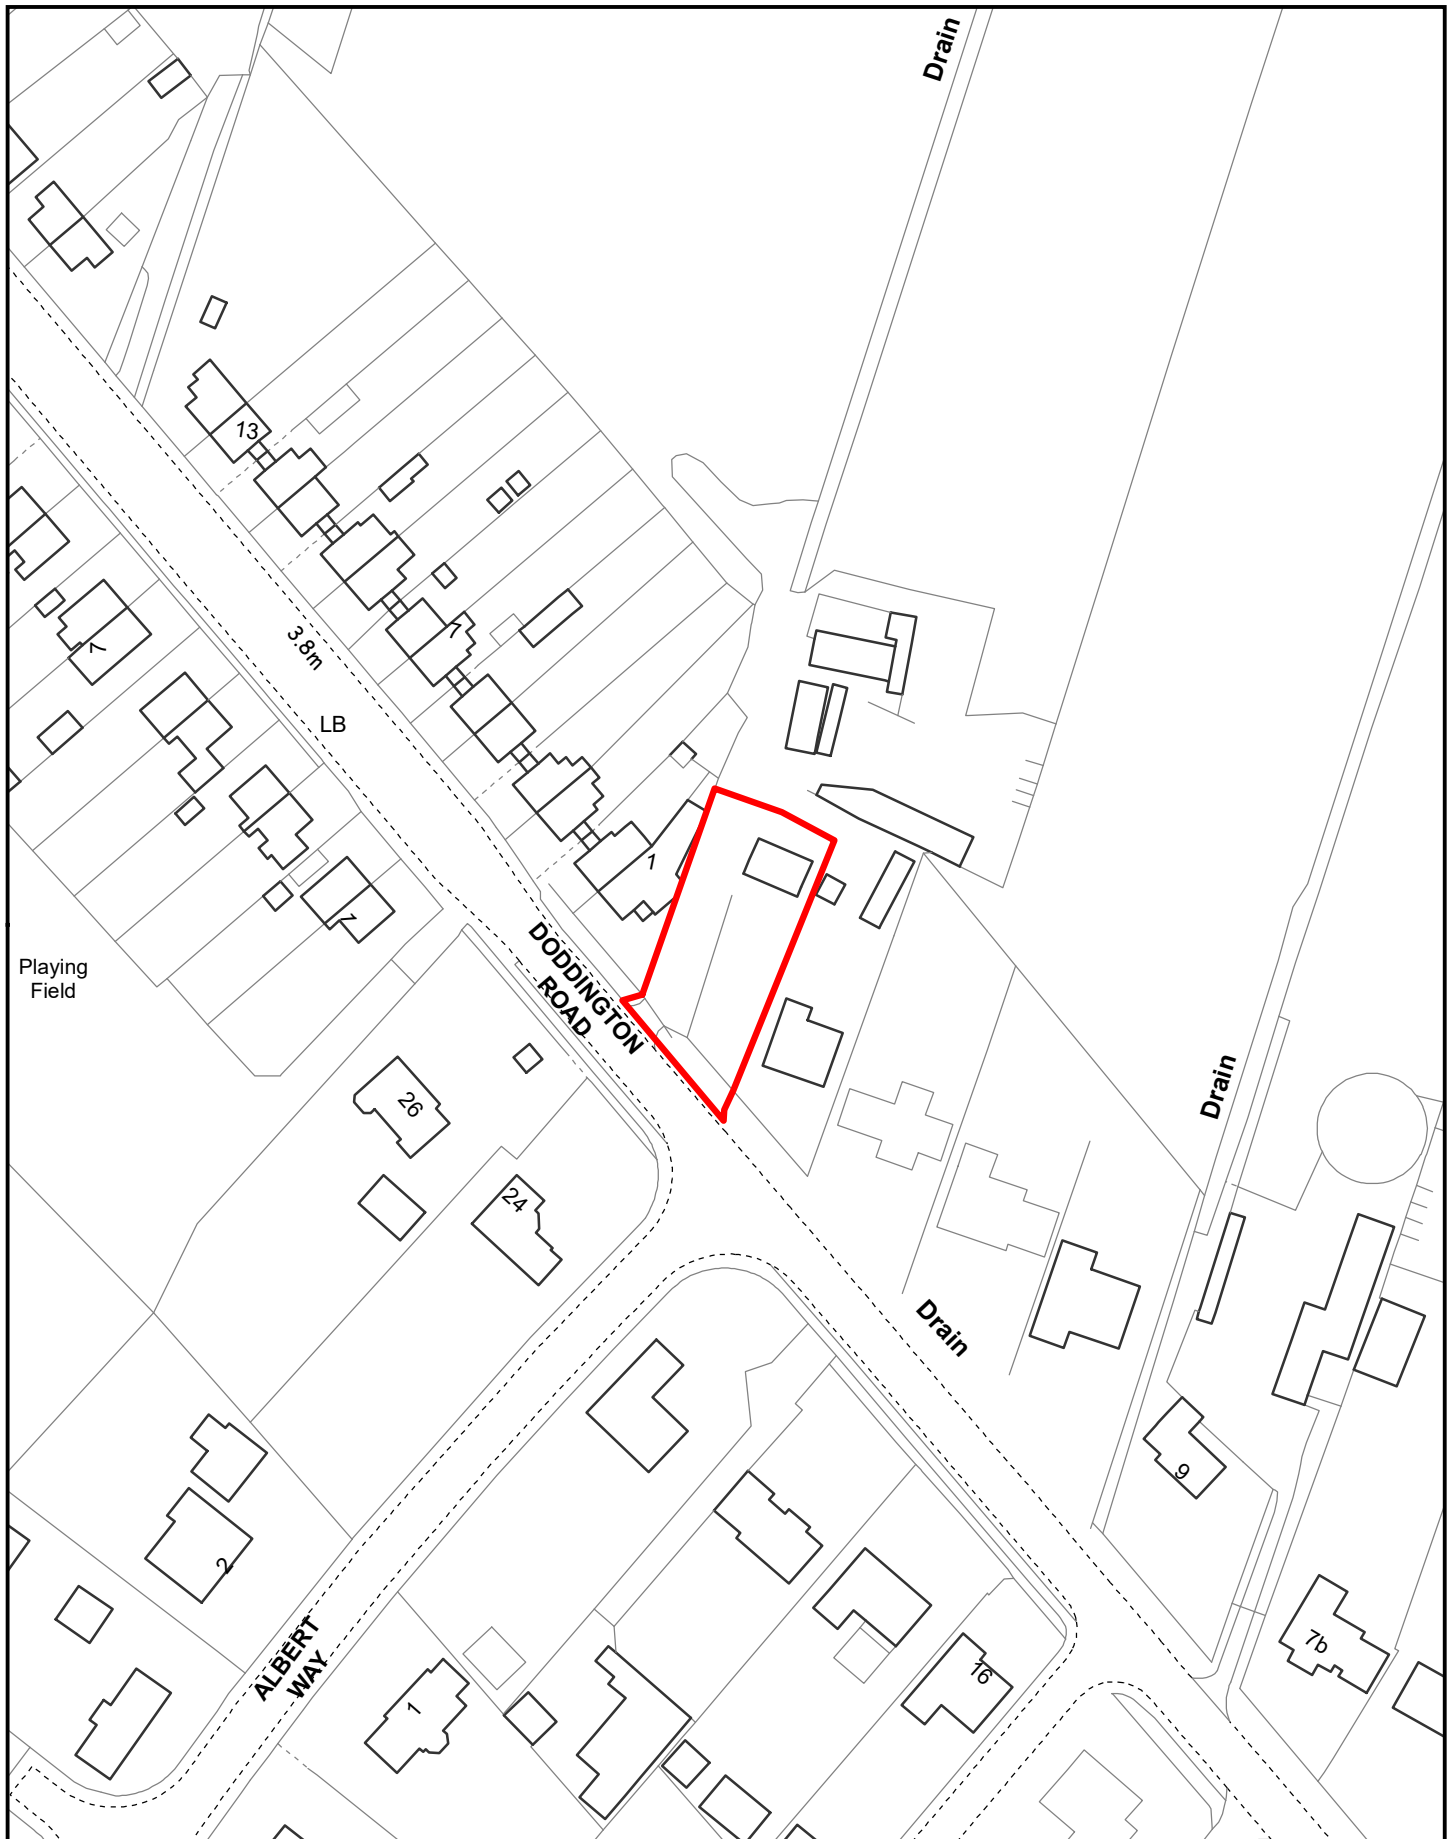 Drain
13
7
3.8m
7
LB
1
7
DODDINGTON
ROAD
Playing
Field
26
24
Drain
Drain
9
2
7b
16
ALBERT
WAY
1